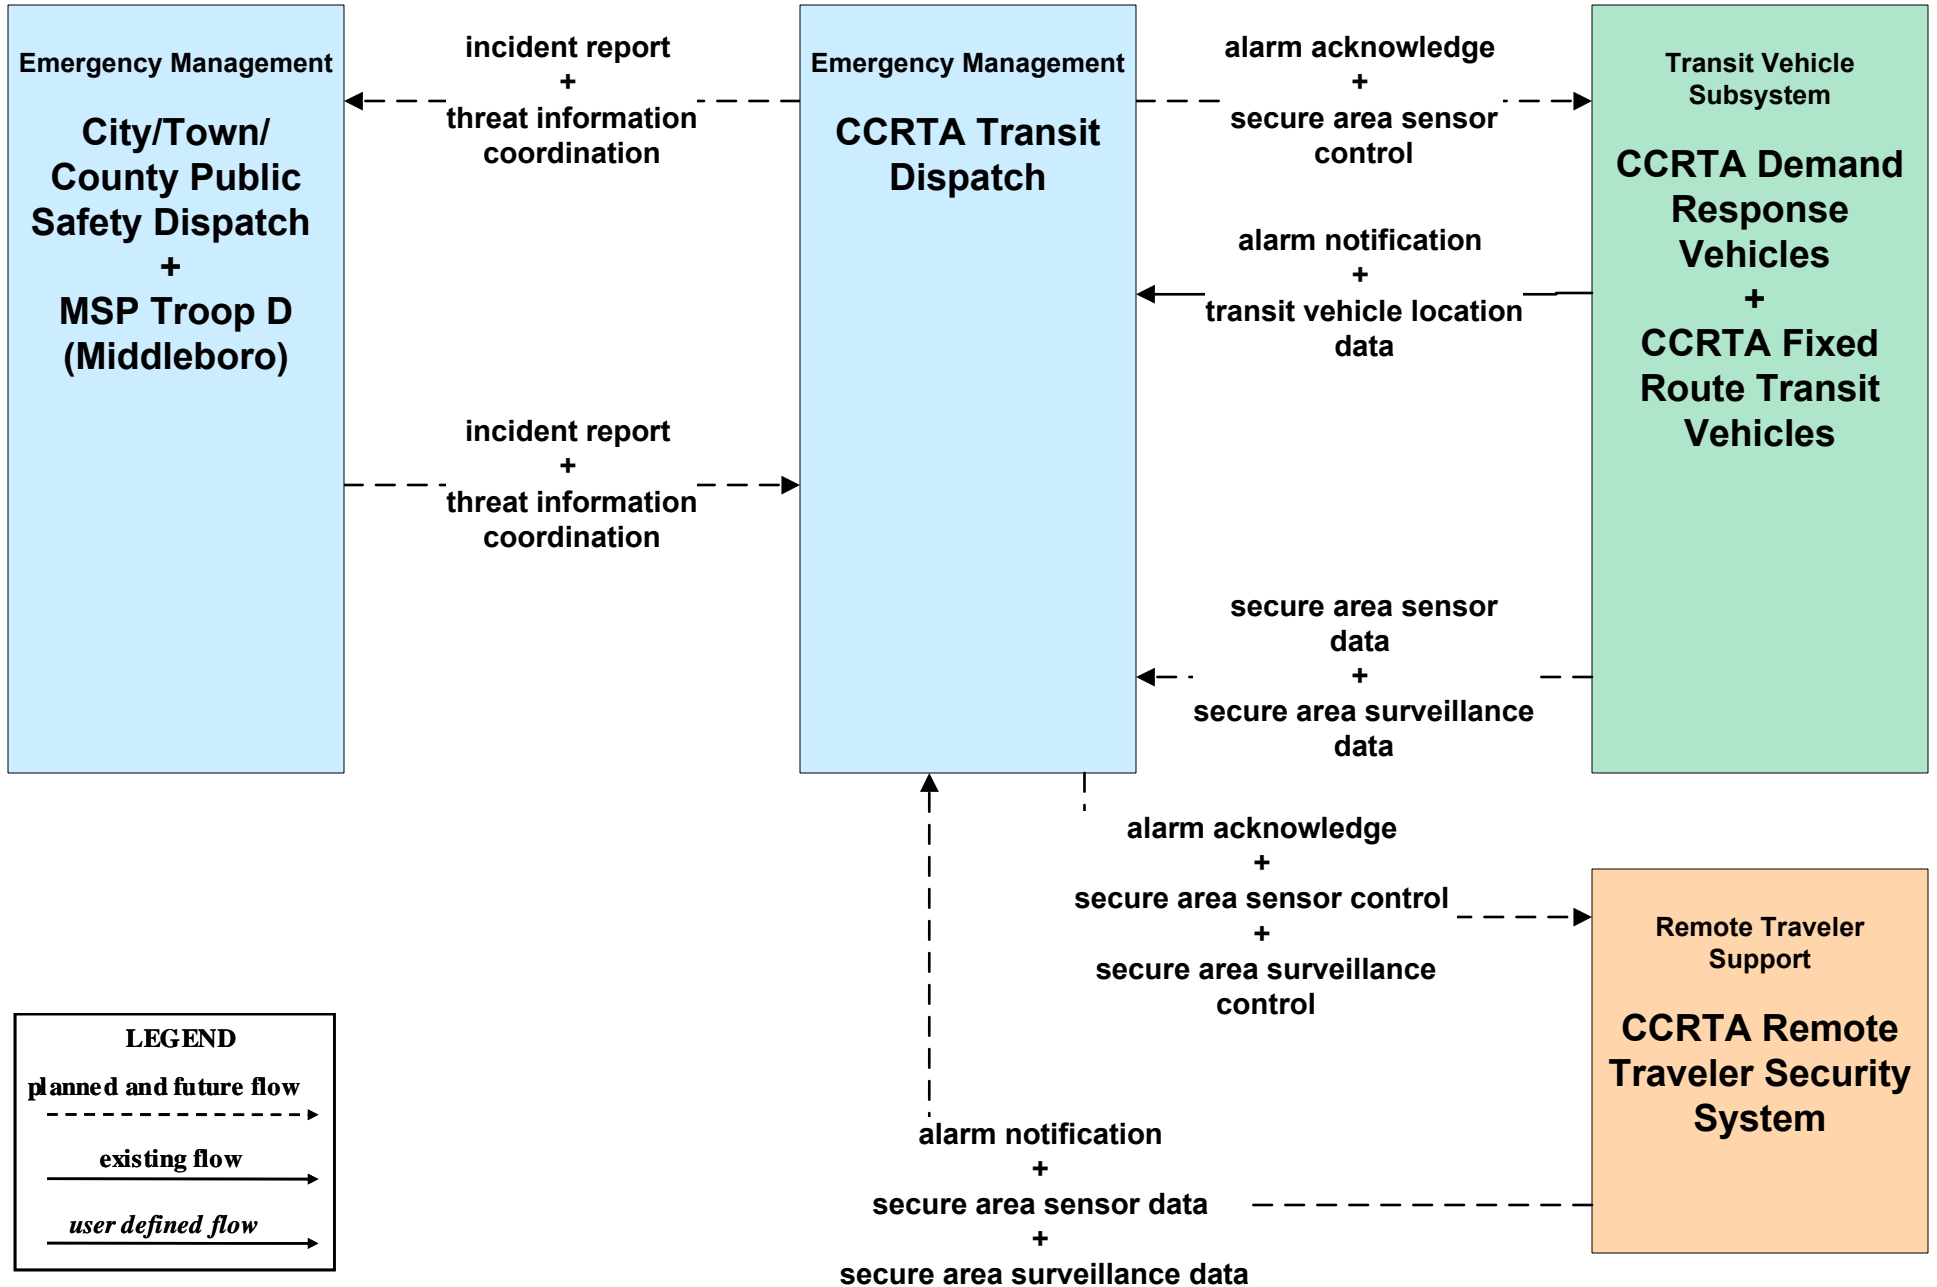 Emergency Management
City/Town/
County Public
Safety Dispatch
+
MSP Troop D
(Middleboro)
incident report
+
threat information
coordination
incident report
+
threat information
coordination
Emergency Management
CCRTA Transit
Dispatch
alarm acknowledge
+
secure area sensor
control
alarm notification
+
transit vehicle location
data
secure area sensor
data
+
secure area surveillance
data
Transit Vehicle
Subsystem
CCRTA Demand
Response
Vehicles
+
CCRTA Fixed
Route Transit
Vehicles
alarm acknowledge
+
secure area sensor control
+
secure area surveillance
control
Remote Traveler
Support
CCRTA Remote
Traveler Security
System
alarm notification
+
secure area sensor data
+
secure area surveillance data
LEGEND
planned and future flow
existing flow
user defined flow